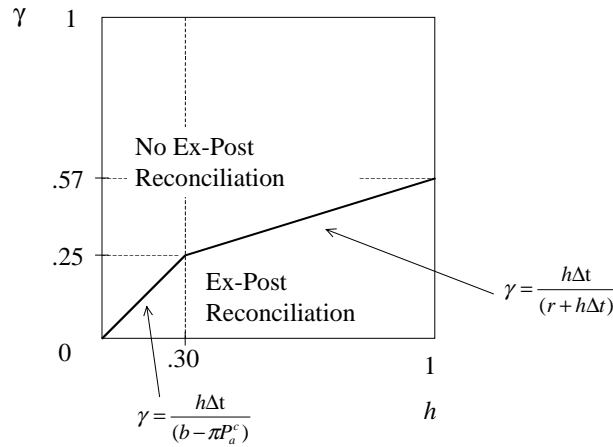 γ 1
No Ex-Post
Reconciliation
.57
.25
Ex-Post
Reconciliation
γ = hΔt / (r + hΔt)
0 .30 1
h
γ = hΔt / (b − πP_a^c)